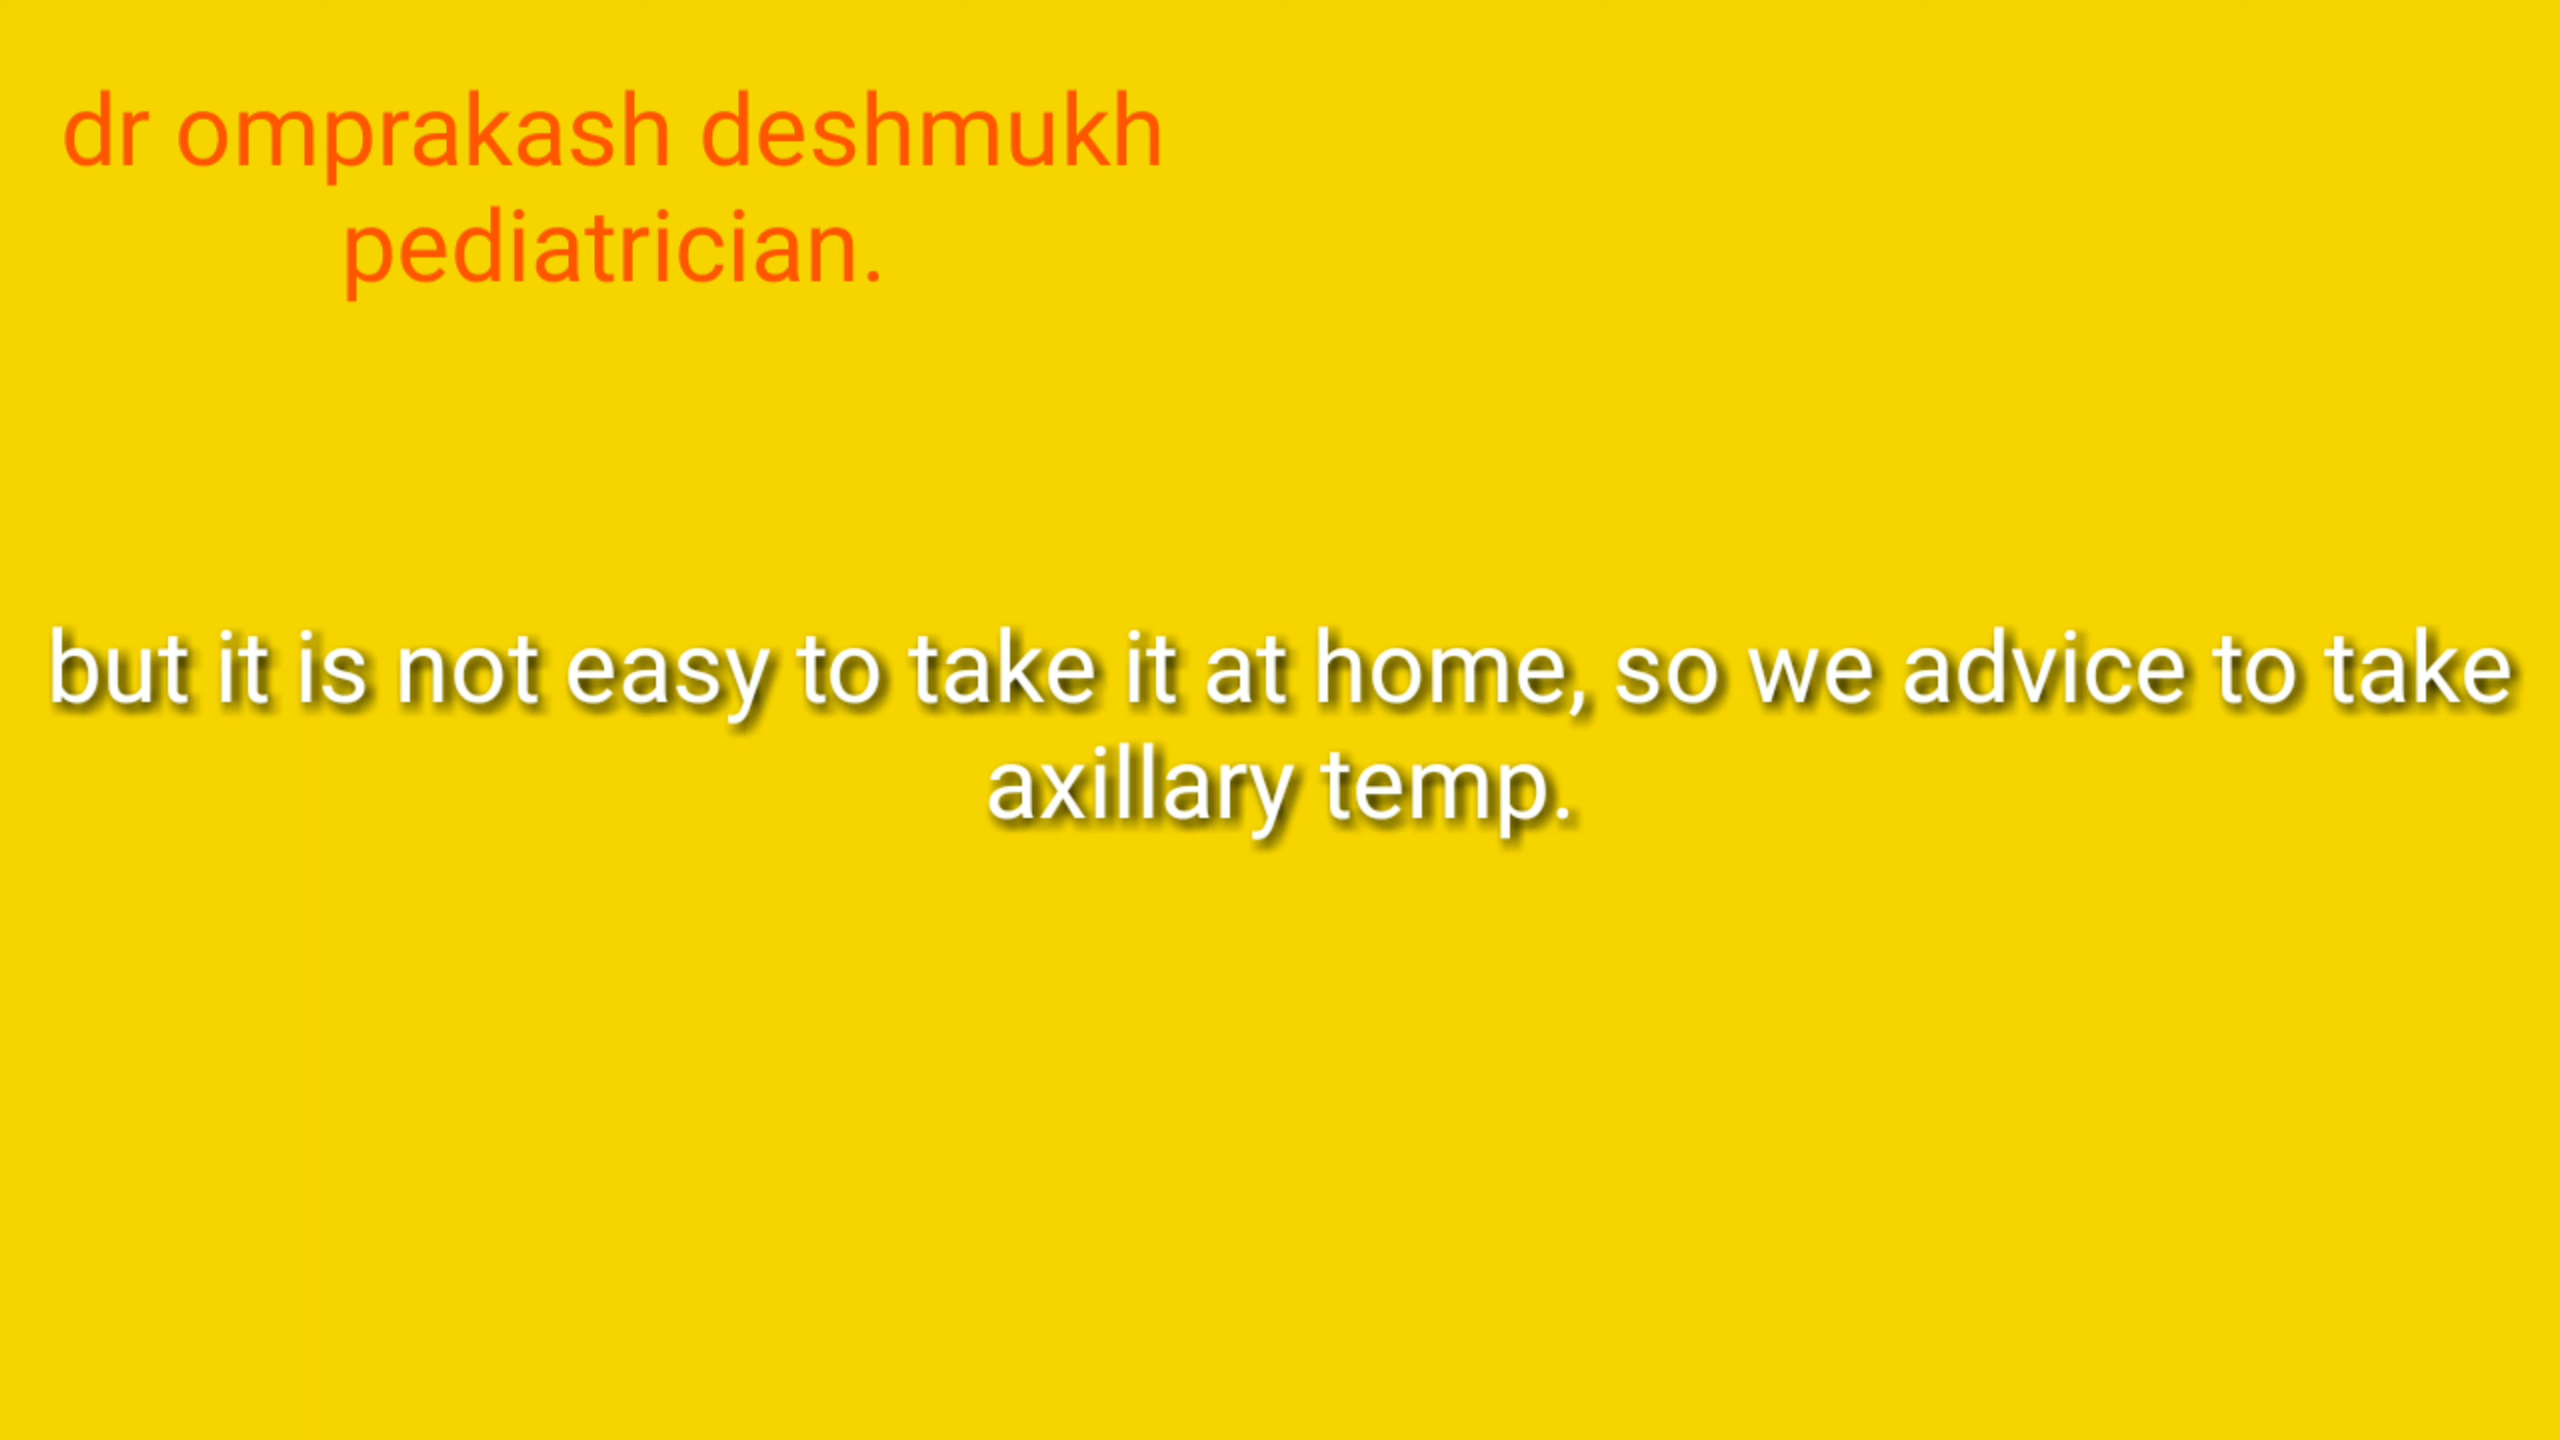 dr omprakash deshmukh
pediatrician.
but it is not easy to take it at home, so we advice to take
axillary temp.